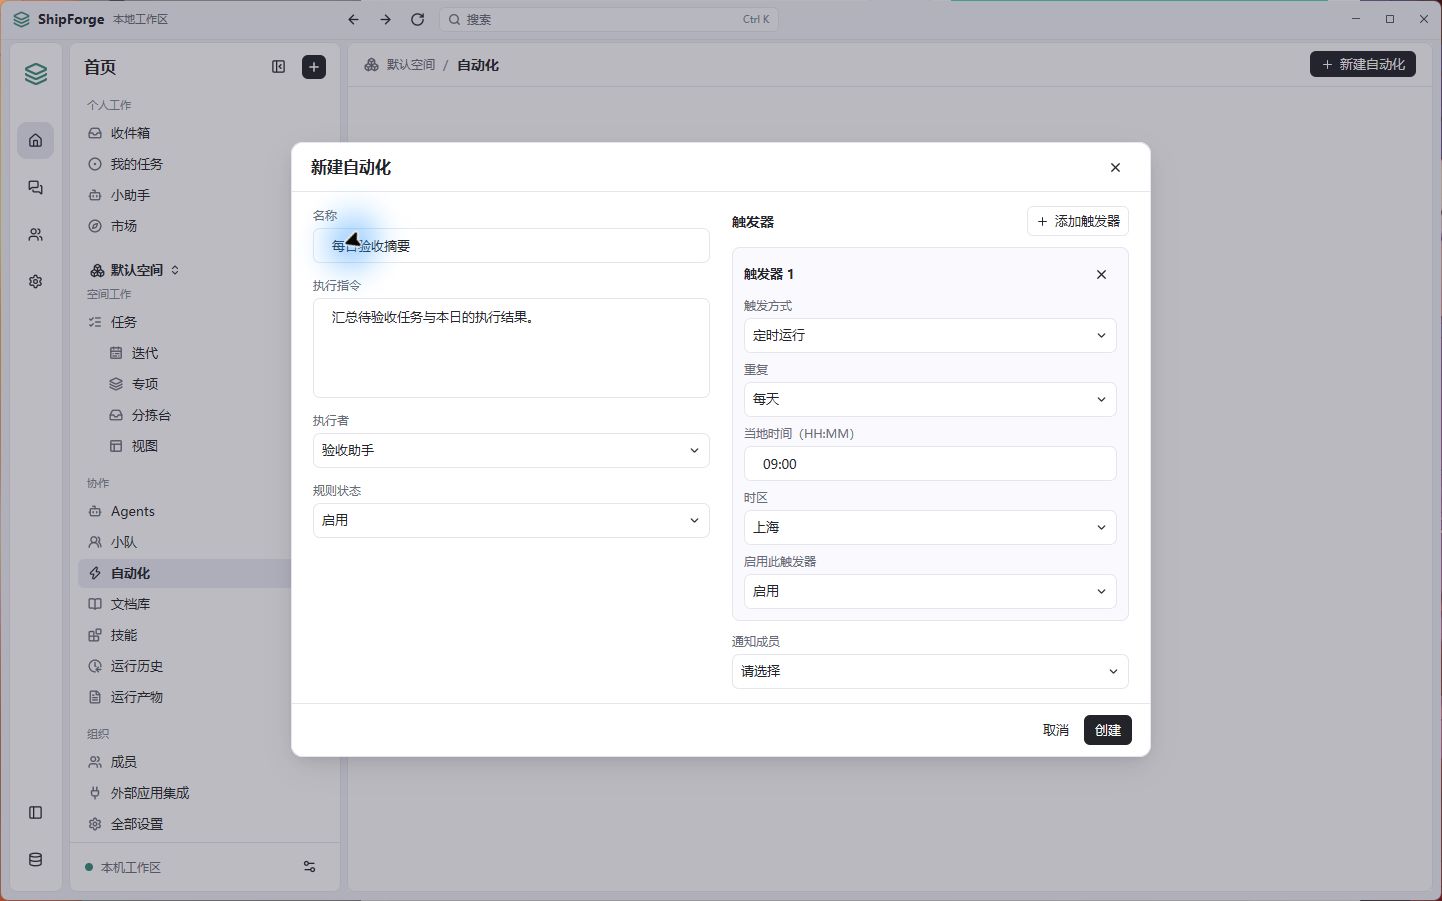 ShipForge 本地工作区
搜索 Ctrl K
首页
个人工作
收件箱
我的任务
小助手
市场
默认空间
空间工作
任务
迭代
专项
分拣台
视图
协作
Agents
小队
自动化
文档库
技能
运行历史
运行产物
组织
成员
外部应用集成
全部设置
本机工作区
默认空间 / 自动化
新建自动化
新建自动化
名称
每日验收摘要
执行指令
汇总待验收任务与本日的执行结果。
执行者
验收助手
规则状态
启用
触发器
添加触发器
触发器 1
触发方式
定时运行
重复
每天
当地时间（HH:MM）
09:00
时区
上海
启用此触发器
启用
通知成员
请选择
取消
创建